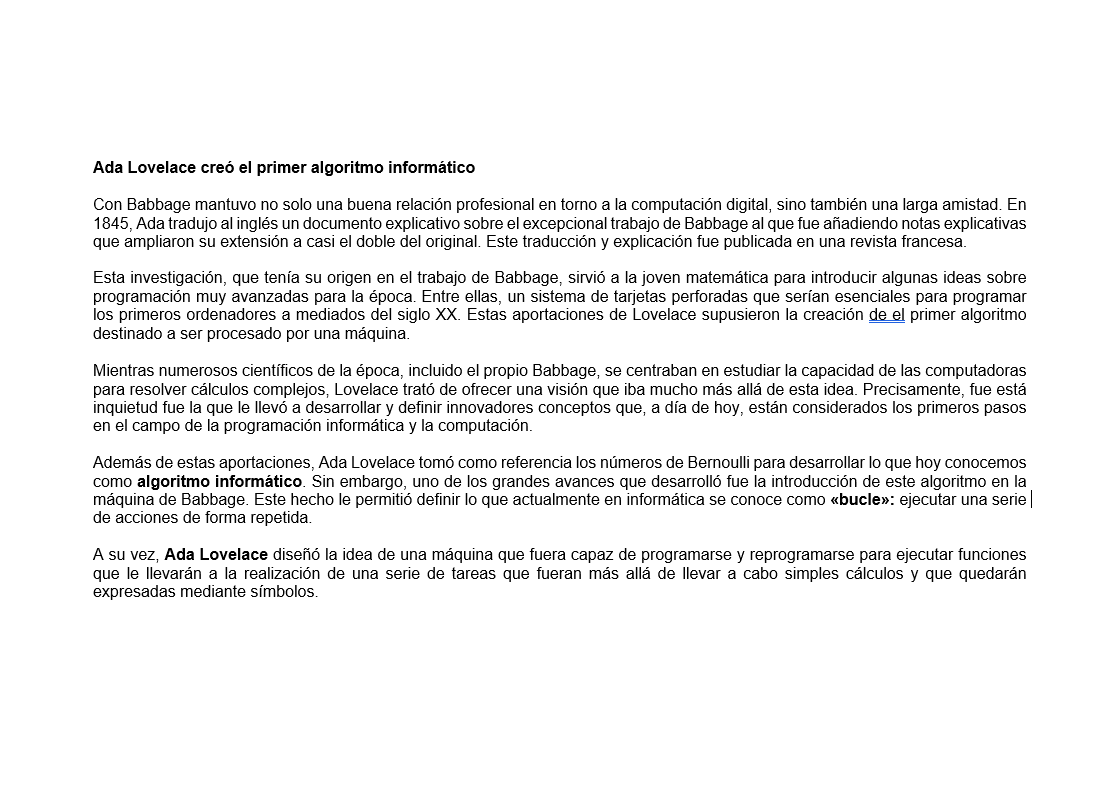 Ada Lovelace creó el primer algoritmo informático
Con Babbage mantuvo no solo una buena relación profesional en torno a la computación digital, sino también una larga amistad. En
1845, Ada tradujo al inglés un documento explicativo sobre el excepcional trabajo de Babbage al que fue añadiendo notas explicativas
que ampliaron su extensión a casi el doble del original. Este traducción y explicación fue publicada en una revista francesa.
Esta investigación, que tenía su origen en el trabajo de Babbage, sirvió a la joven matemática para introducir algunas ideas sobre
programación muy avanzadas para la época. Entre ellas, un sistema de tarjetas perforadas que serían esenciales para programar
los primeros ordenadores a mediados del siglo XX. Estas aportaciones de Lovelace supusieron la creación de el primer algoritmo
destinado a ser procesado por una máquina.
Mientras numerosos científicos de la época, incluido el propio Babbage, se centraban en estudiar la capacidad de las computadoras
para resolver cálculos complejos, Lovelace trató de ofrecer una visión que iba mucho más allá de esta idea. Precisamente, fue está
inquietud fue la que le llevó a desarrollar y definir innovadores conceptos que, a día de hoy, están considerados los primeros pasos
en el campo de la programación informática y la computación.
Además de estas aportaciones, Ada Lovelace tomó como referencia los números de Bernoulli para desarrollar lo que hoy conocemos
como algoritmo informático. Sin embargo, uno de los grandes avances que desarrolló fue la introducción de este algoritmo en la
máquina de Babbage. Este hecho le permitió definir lo que actualmente en informática se conoce como «bucle»: ejecutar una serie
de acciones de forma repetida.
A su vez, Ada Lovelace diseñó la idea de una máquina que fuera capaz de programarse y reprogramarse para ejecutar funciones
que le llevarán a la realización de una serie de tareas que fueran más allá de llevar a cabo simples cálculos y que quedarán
expresadas mediante símbolos.